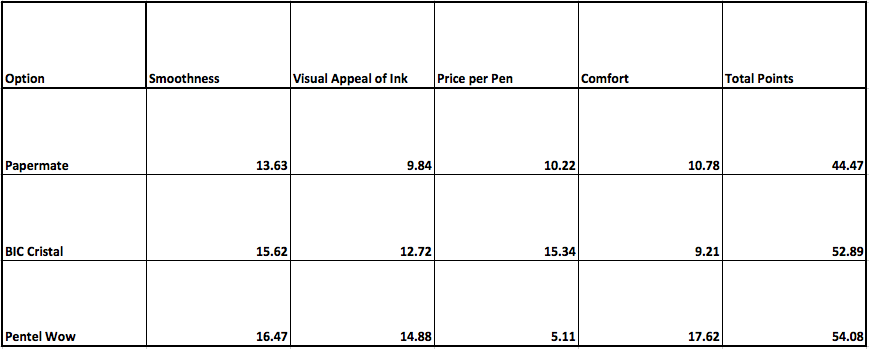 Option Smoothness Visual Appeal of Ink Price per Pen Comfort Total Points
Papermate 13.63 9.84 10.22 10.78 44.47
BIC Cristal 15.62 12.72 15.34 9.21 52.89
Pentel Wow 16.47 14.88 5.11 17.62 54.08